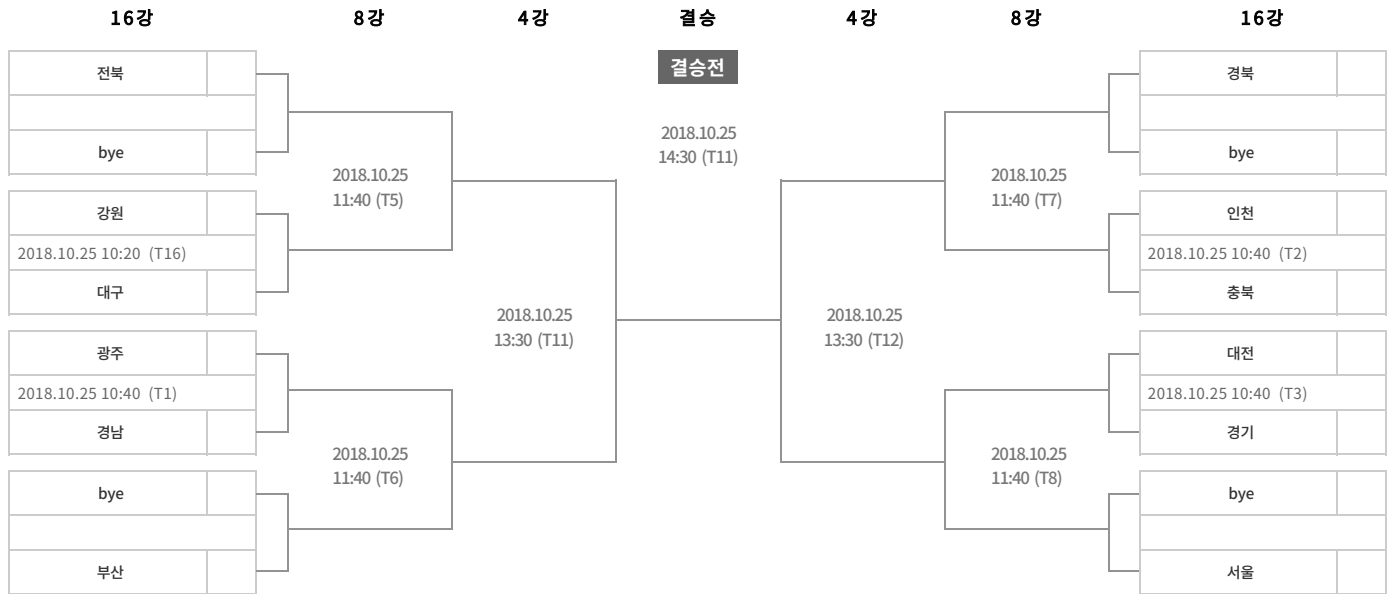 16강 8강 4강 결승 4강 8강 16강
결승전
전북
bye
강원
2018.10.25 10:20 (T16)
대구
광주
2018.10.25 10:40 (T1)
경남
bye
부산
2018.10.25
11:40 (T5)
2018.10.25
11:40 (T6)
2018.10.25
13:30 (T11)
2018.10.25
14:30 (T11)
2018.10.25
13:30 (T12)
2018.10.25
11:40 (T7)
2018.10.25
11:40 (T8)
경북
bye
인천
2018.10.25 10:40 (T2)
충북
대전
2018.10.25 10:40 (T3)
경기
bye
서울